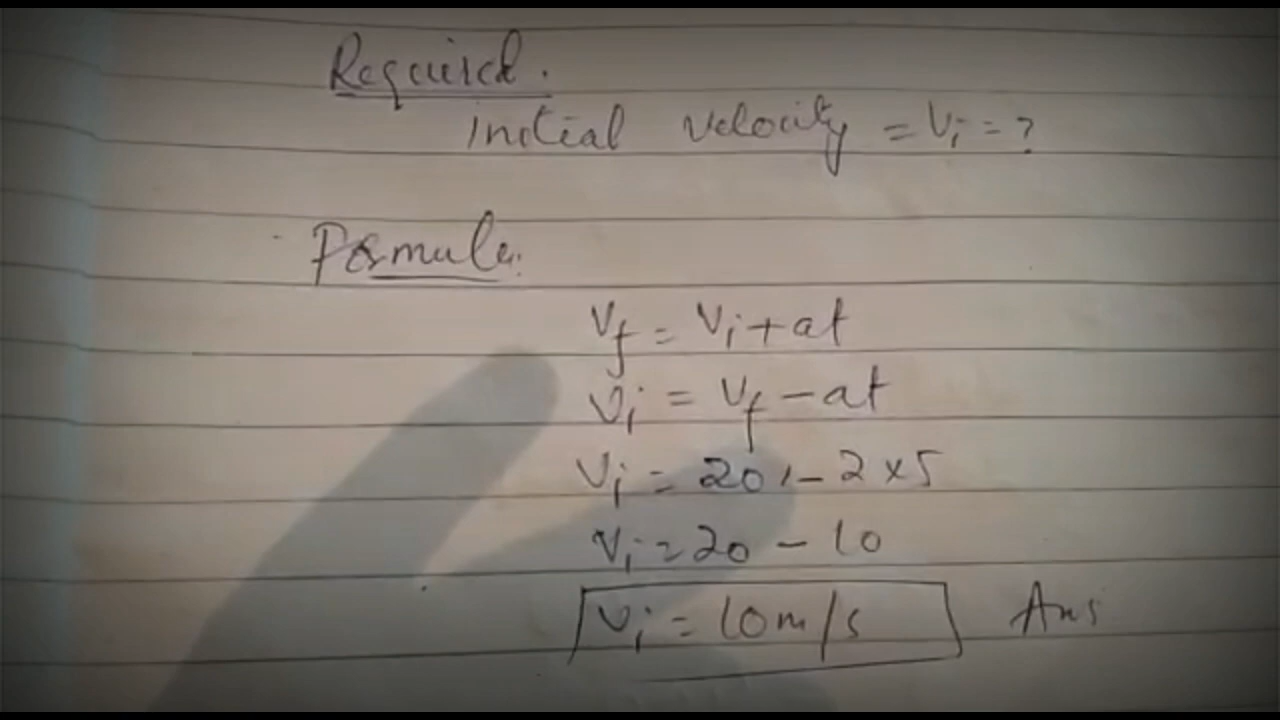 Required.
initial velocity = Vi = ?
Formula:
Vf = Vi + at
Vi = Vf - at
Vi = 20 - 2 x 5
Vi = 20 - 10
Vi = 10 m/s Ans